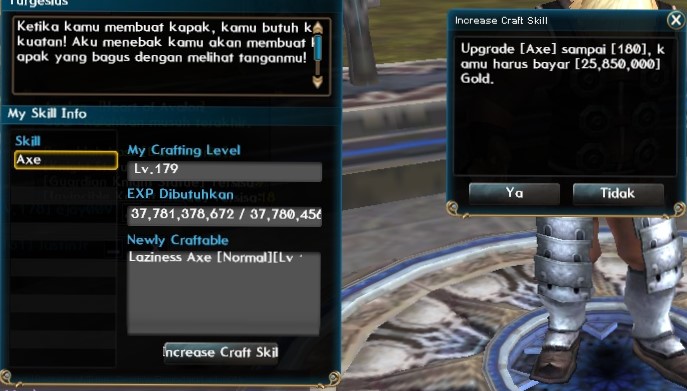 Turgesius
Ketika kamu membuat kapak, kamu butuh k
kuatan! Aku menebak kamu akan membuat k
apak yang bagus dengan melihat tanganmu!
My Skill Info
Skill
Axe
My Crafting Level
Lv.179
EXP Dibutuhkan
37,781,378,672 / 37,780,456
Newly Craftable
Laziness Axe [Normal][Lv
Increase Craft Skil
Increase Craft Skill
Upgrade [Axe] sampai [180], k
amu harus bayar [25,850,000]
Gold.
Ya
Tidak